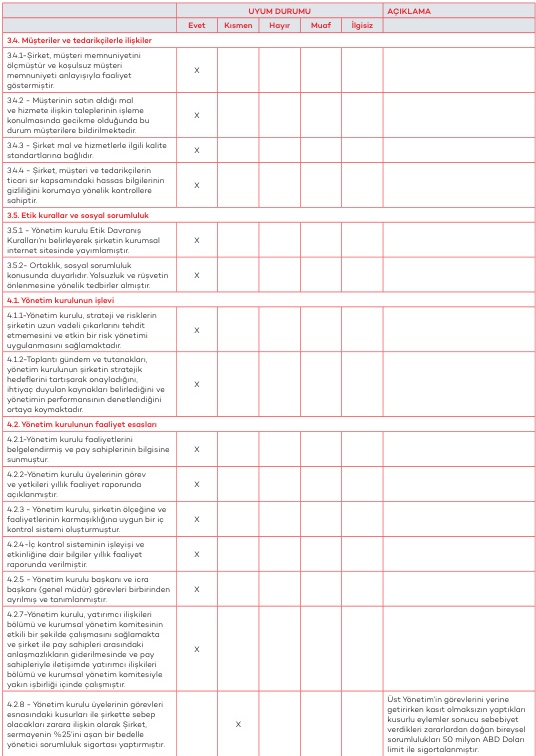 UYUM DURUMU AÇIKLAMA
Evet Kısmen Hayır Muaf İlgisiz
3.4. Müşteriler ve tedarikçilerle ilişkiler
3.4.1-Şirket, müşteri memnuniyetini
ölçmüştür ve koşulsuz müşteri
memnuniyeti anlayışıyla faaliyet
göstermiştir.
X
3.4.2 - Müşterinin satın aldığı mal
ve hizmete ilişkin taleplerinin işleme
konulmasında gecikme olduğunda bu
durum müşterilere bildirilmektedir.
X
3.4.3 - Şirket mal ve hizmetlerle ilgili kalite
standartlarına bağlıdır.
X
3.4.4 - Şirket, müşteri ve tedarikçilerin
ticari sır kapsamındaki hassas bilgilerinin
gizliliğini korumaya yönelik kontrollere
sahiptir.
X
3.5. Etik kurallar ve sosyal sorumluluk
3.5.1 - Yönetim kurulu Etik Davranış
Kuralları'nı belirleyerek şirketin kurumsal
internet sitesinde yayımlamıştır.
X
3.5.2- Ortaklık, sosyal sorumluluk
konusunda duyarlıdır. Yolsuzluk ve rüşvetin
önlenmesine yönelik tedbirler almıştır.
X
4.1. Yönetim kurulunun işlevi
4.1.1-Yönetim kurulu, strateji ve risklerin
şirketin uzun vadeli çıkarlarını tehdit
etmemesini ve etkin bir risk yönetimi
uygulanmasını sağlamaktadır.
X
4.1.2-Toplantı gündem ve tutanakları,
yönetim kurulunun şirketin stratejik
hedeflerini tartışarak onayladığını,
ihtiyaç duyulan kaynakları belirlediğini ve
yönetimin performansının denetlendiğini
ortaya koymaktadır.
X
4.2. Yönetim kurulunun faaliyet esasları
4.2.1-Yönetim kurulu faaliyetlerini
belgelendirmiş ve pay sahiplerinin bilgisine
sunmuştur.
X
4.2.2-Yönetim kurulu üyelerinin görev
ve yetkileri yıllık faaliyet raporunda
açıklanmıştır.
X
4.2.3 - Yönetim kurulu, şirketin ölçeğine ve
faaliyetlerinin karmaşıklığına uygun bir iç
kontrol sistemi oluşturmuştur.
X
4.2.4-İç kontrol sisteminin işleyişi ve
etkinliğine dair bilgiler yıllık faaliyet
raporunda verilmiştir.
X
4.2.5 - Yönetim kurulu başkanı ve icra
başkanı (genel müdür) görevleri birbirinden
ayrılmış ve tanımlanmıştır.
X
4.2.7-Yönetim kurulu, yatırımcı ilişkileri
bölümü ve kurumsal yönetim komitesinin
etkili bir şekilde çalışmasını sağlamakta
ve şirket ile pay sahipleri arasındaki
anlaşmazlıkların giderilmesinde ve pay
sahipleriyle iletişimde yatırımcı ilişkileri
bölümü ve kurumsal yönetim komitesiyle
yakın işbirliği içinde çalışmıştır.
X
4.2.8 - Yönetim kurulu üyelerinin görevleri
esnasındaki kusurları ile şirkette sebep
olacakları zarara ilişkin olarak Şirket,
sermayenin %25'ini aşan bir bedelle
yönetici sorumluluk sigortası yaptırmıştır.
X
Üst Yönetim'in görevlerini yerine
getirirken kasıt olmaksızın yaptıkları
kusurlu eylemler sonucu sebebiyet
verdikleri zararlardan doğan bireysel
sorumlulukları 50 milyon ABD Doları
limit ile sigortalanmıştır.